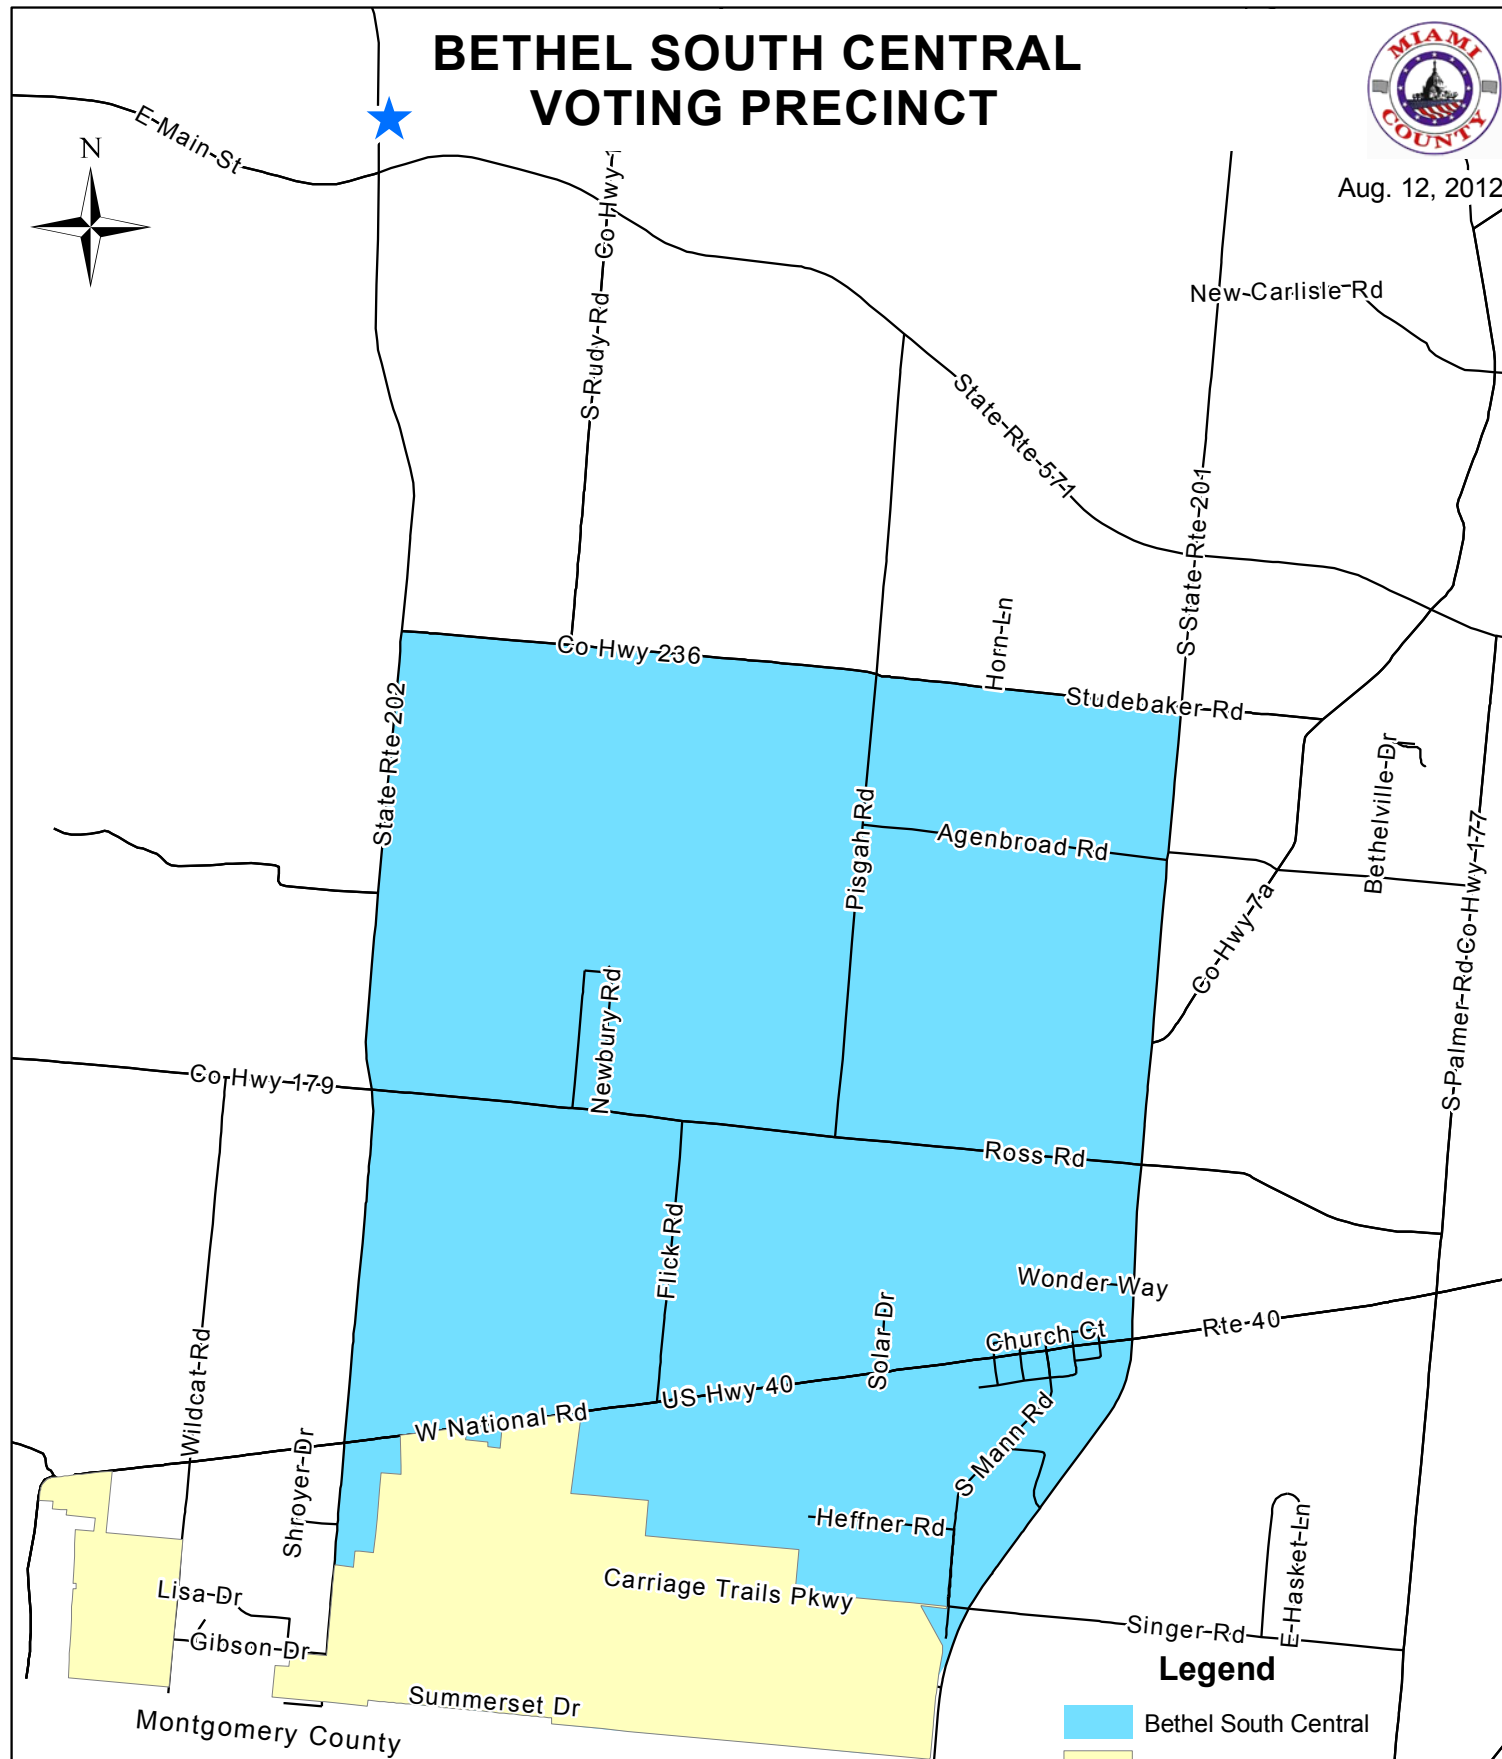 BETHEL SOUTH CENTRAL
VOTING PRECINCT
MIAMI
COUNTY
Aug. 12, 2012
N
E-Main-St
S-Rudy-Rd Co-Hwy-
New-Carlisle Rd
State-Rte-571
S-State-Rte-201
Horn-Ln
Co Hwy 236
Studebaker-Rd
State-Rte-202
Bethelville-Dr
Pisgah Rd
Agenbroad Rd
Co-Hwy-7a
S-Palmer-Rd-Co-Hwy-177
Newbury-Rd
Co-Hwy-179
Ross-Rd
Flick-Rd
Wonder-Way
Solar-Dr
Church Ct
Rte-40
US Hwy 40
W National Rd
Wildcat-Rd
Shroyer-Dr
S-Mann-Rd
Heffner-Rd
E-Hasket-Ln
Carriage Trails Pkwy
Lisa-Dr
Gibson-Dr
Singer-Rd
Summerset Dr
Montgomery County
Legend
Bethel South Central